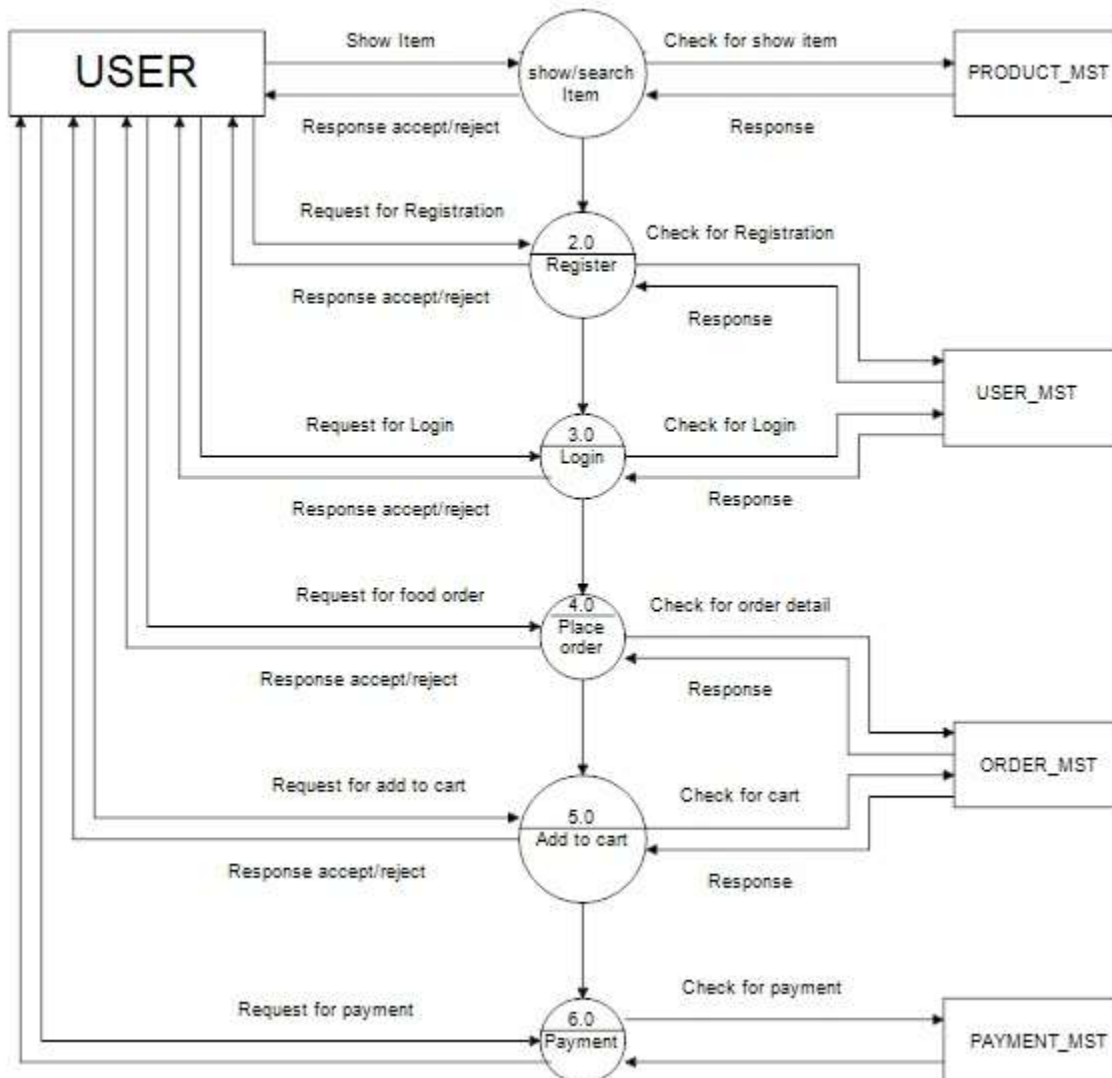 USER
Show Item
show/search
Item
Check for show item
PRODUCT_MST
Response accept/reject
Response
Request for Registration
2.0
Register
Check for Registration
Response accept/reject
Response
USER_MST
Request for Login
3.0
Login
Check for Login
Response accept/reject
Response
Request for food order
4.0
Place
order
Check for order detail
Response accept/reject
Response
ORDER_MST
Request for add to cart
5.0
Add to cart
Check for cart
Response accept/reject
Response
Request for payment
6.0
Payment
Check for payment
PAYMENT_MST